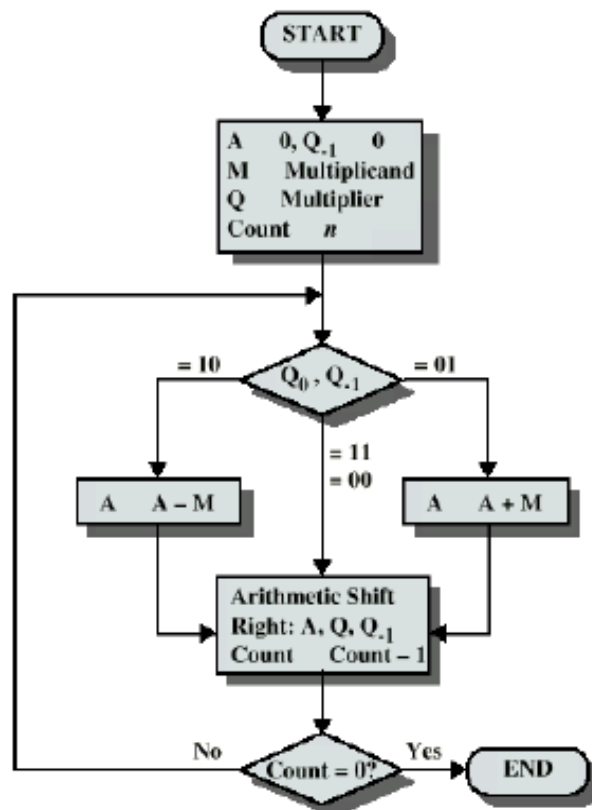 START
A 0, Q-1 0
M Multiplicand
Q Multiplier
Count n
= 10
Q0 , Q-1
= 01
= 11
= 00
A A – M
A A + M
Arithmetic Shift
Right: A, Q, Q-1
Count Count – 1
No
Count = 0?
Yes
END